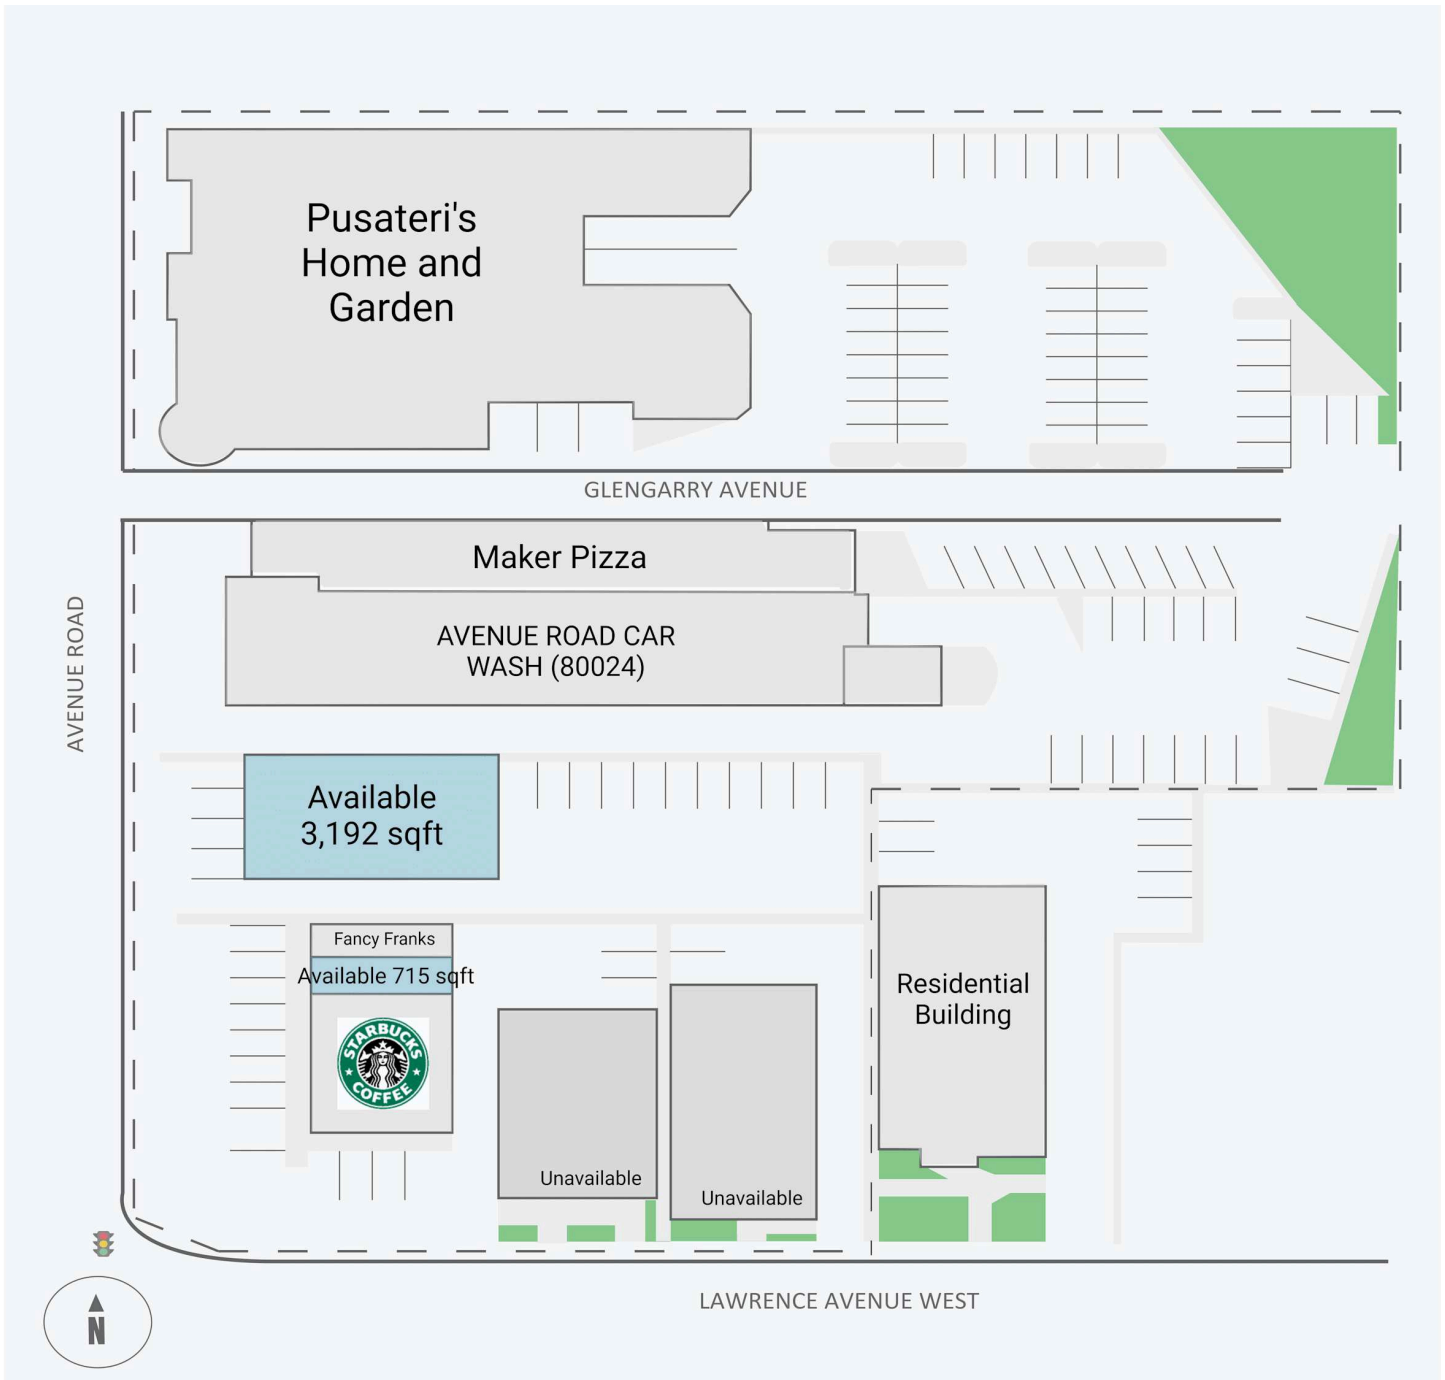 Pusateri's
Home and
Garden
GLENGARRY AVENUE
Maker Pizza
AVENUE ROAD CAR
WASH (80024)
AVENUE ROAD
Available
3,192 sqft
Fancy Franks
Available 715 sqft
STARBUCKS
COFFEE
Residential
Building
Unavailable
Unavailable
LAWRENCE AVENUE WEST
N